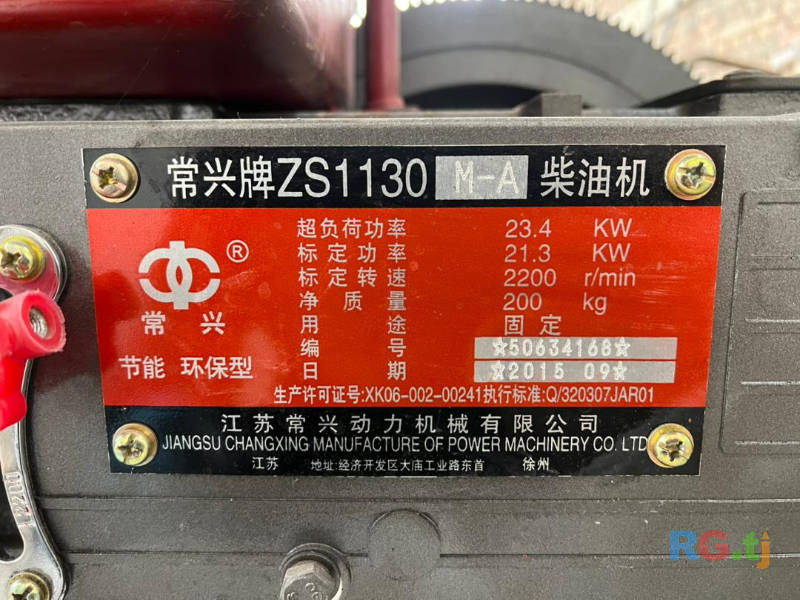 常兴牌ZS1130 M-A 柴油机
超负荷功率 23.4 KW
标定功率 21.3 KW
标定转速 2200 r/min
净质量 200 kg
用途 固定
编号 ☆50634168☆
日期 ☆2015 09☆
®
常兴
节能 环保型
生产许可证号:XK06-002-00241执行标准:Q/320307JAR01
江苏常兴动力机械有限公司
JIANGSU CHANGXING MANUFACTURE OF POWER MACHINERY CO. LTD
江苏 地址:经济开发区大庙工业路东首 徐州
RG.tj